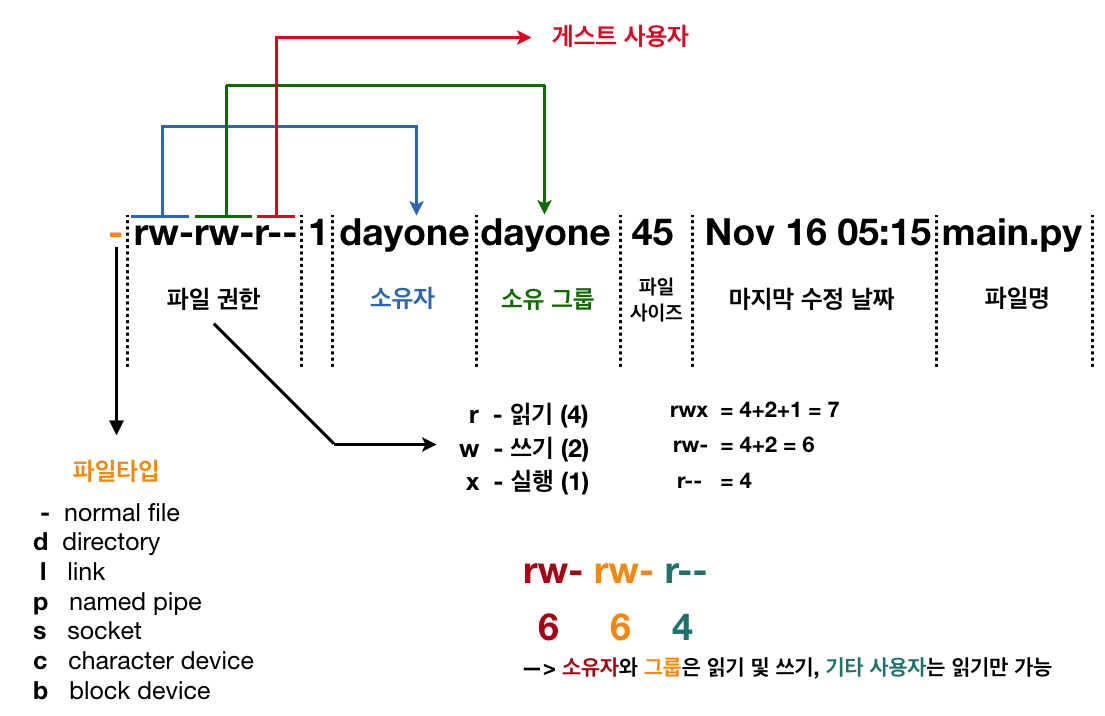 게스트 사용자
- rw-rw-r-- 1 dayone dayone 45 Nov 16 05:15 main.py
파일 권한 소유자 소유 그룹 파일 사이즈 마지막 수정 날짜 파일명
r - 읽기 (4) rwx = 4+2+1 = 7
w - 쓰기 (2) rw- = 4+2 = 6
x - 실행 (1) r-- = 4
파일타입
- normal file
d directory
l link
p named pipe
s socket
c character device
b block device
rw- rw- r--
6 6 4
—> 소유자와 그룹은 읽기 및 쓰기, 기타 사용자는 읽기만 가능